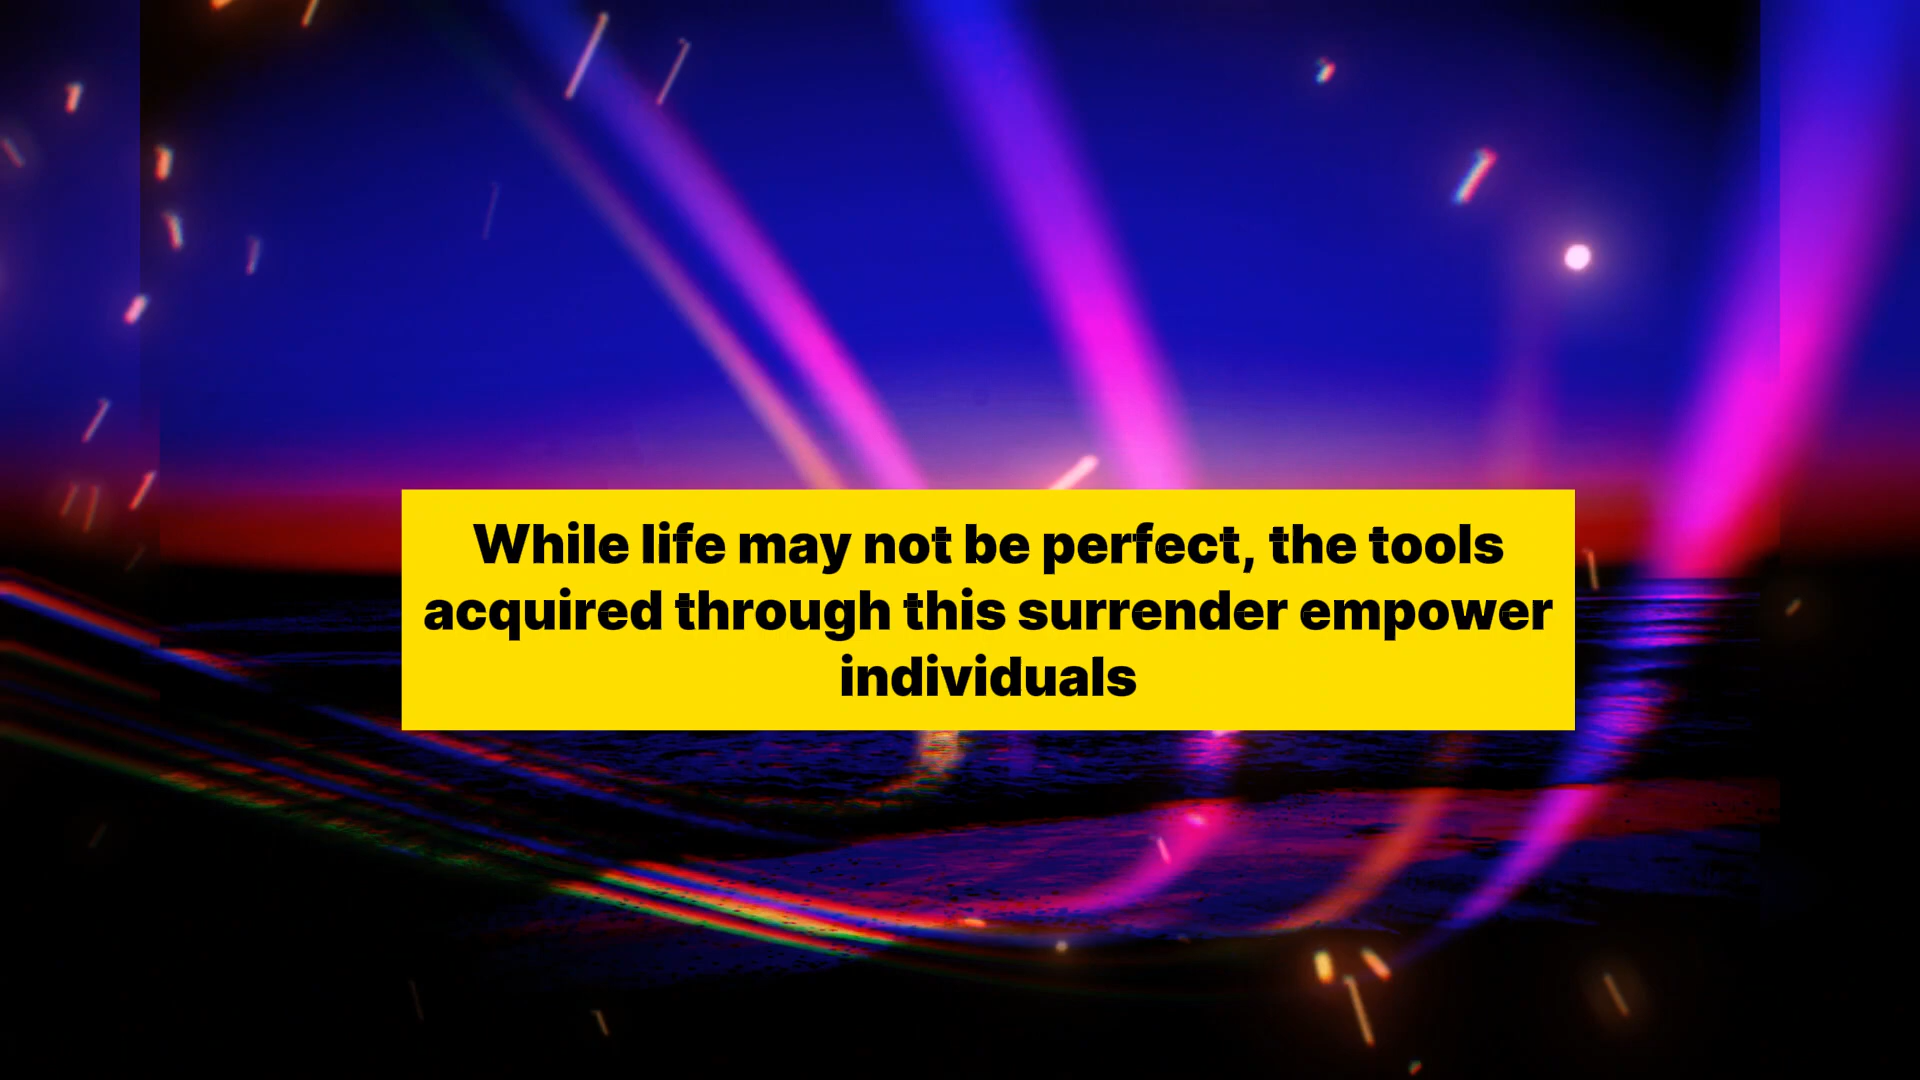 While life may not be perfect, the tools
acquired through this surrender empower
individuals